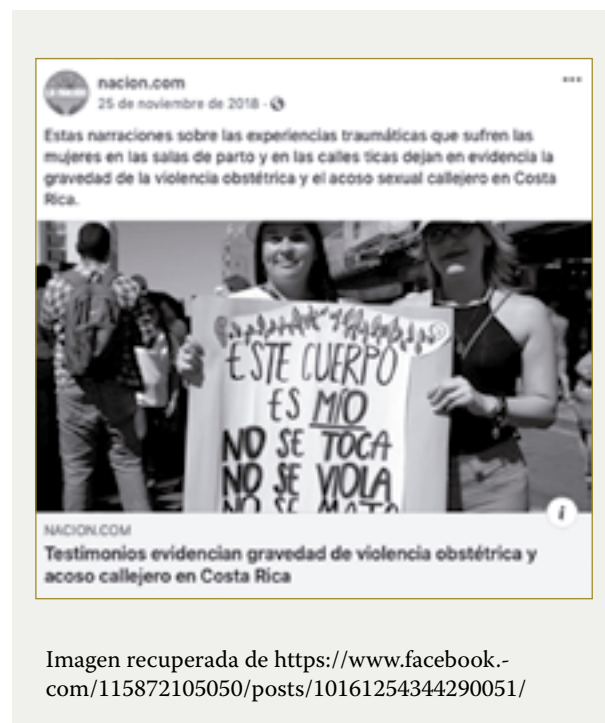 nacion.com
25 de noviembre de 2018 ·
Estas narraciones sobre las experiencias traumáticas que sufren las
mujeres en las salas de parto y en las calles ticas dejan en evidencia la
gravedad de la violencia obstétrica y el acoso sexual callejero en Costa
Rica.
ESTE CUERPO
ES MÍO
NO SE TOCA
NO SE VIOLA
NO SE MATA
NACION.COM
Testimonios evidencian gravedad de violencia obstétrica y
acoso callejero en Costa Rica
Imagen recuperada de https://www.facebook.-
com/115872105050/posts/10161254344290051/